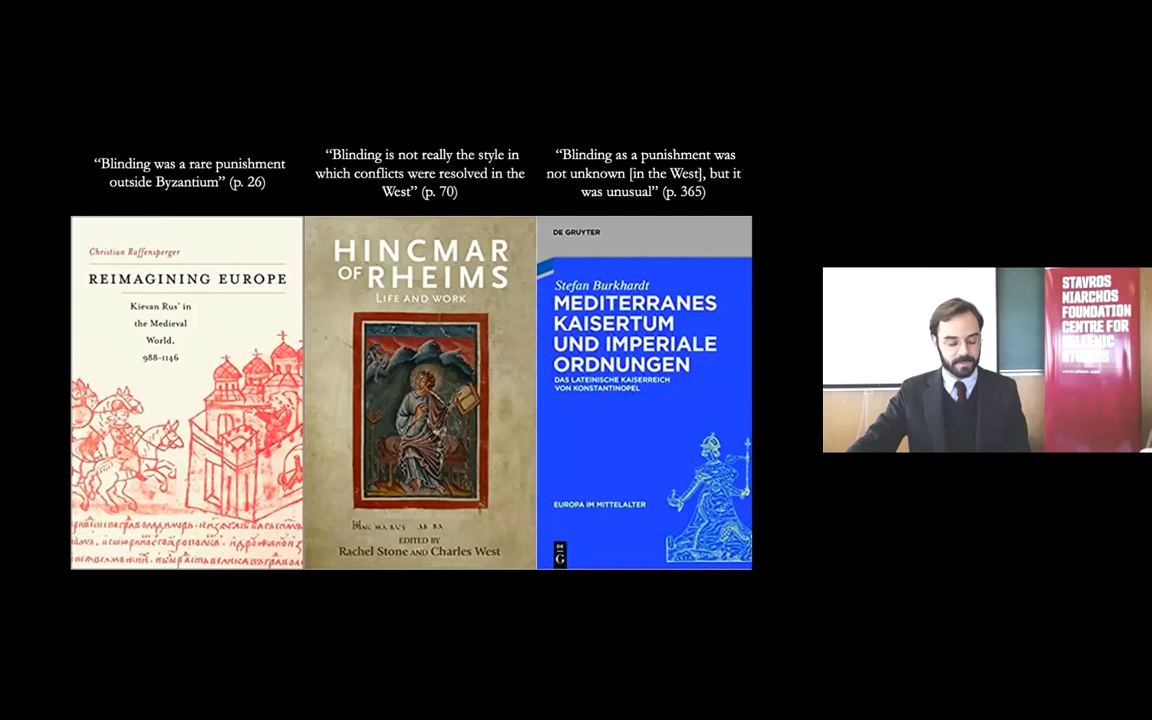 “Blinding was a rare punishment
outside Byzantium” (p. 26)
“Blinding is not really the style in
which conflicts were resolved in the
West” (p. 70)
“Blinding as a punishment was
not unknown [in the West], but it
was unusual” (p. 365)
Christian Raffensperger
REIMAGINING EUROPE
Kievan Rus’ in
the Medieval
World,
988-1146
HINCMAR
OF RHEIMS
LIFE AND WORK
EDITED BY
Rachel Stone AND Charles West
DE GRUYTER
Stefan Burkhardt
MEDITERRANES
KAISERTUM
UND IMPERIALE
ORDNUNGEN
DAS LATEINISCHE KAISERREICH
VON KONSTANTINOPEL
EUROPA IM MITTELALTER
DE
G
STAVROS
NIARCHOS
FOUNDATION
CENTRE FOR
HELLENIC
STUDIES